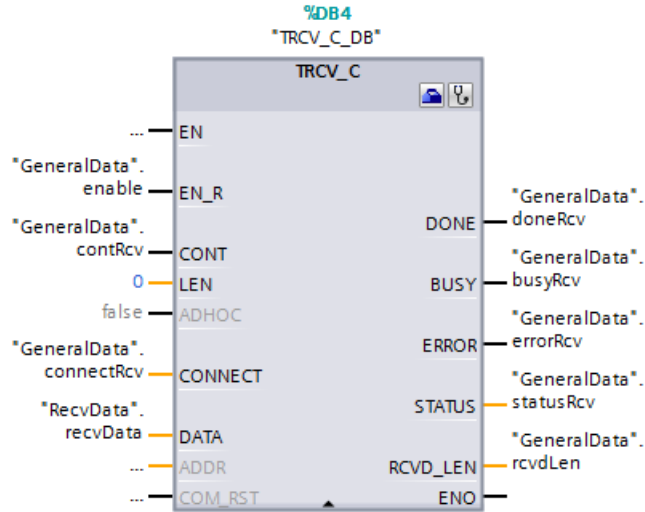 %DB4
"TRCV_C_DB"
TRCV_C
... EN
"GeneralData".
enable EN_R
"GeneralData".
doneRcv
DONE
"GeneralData".
contRcv CONT
0 LEN
"GeneralData".
busyRcv
BUSY
false ADHOC
"GeneralData".
errorRcv
ERROR
"GeneralData".
connectRcv CONNECT
"GeneralData".
statusRcv
STATUS
"RecvData".
recvData DATA
"GeneralData".
rcvdLen
... ADDR
RCVD_LEN
... COM_RST
ENO